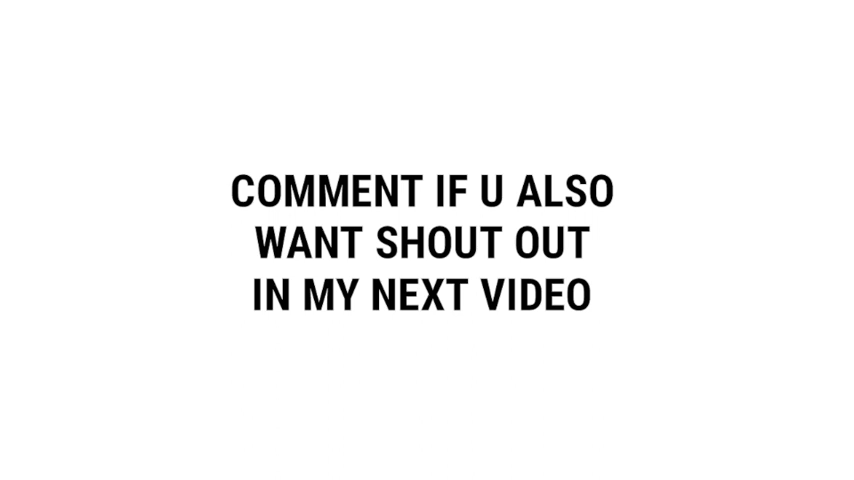 COMMENT IF U ALSO
WANT SHOUT OUT
IN MY NEXT VIDEO